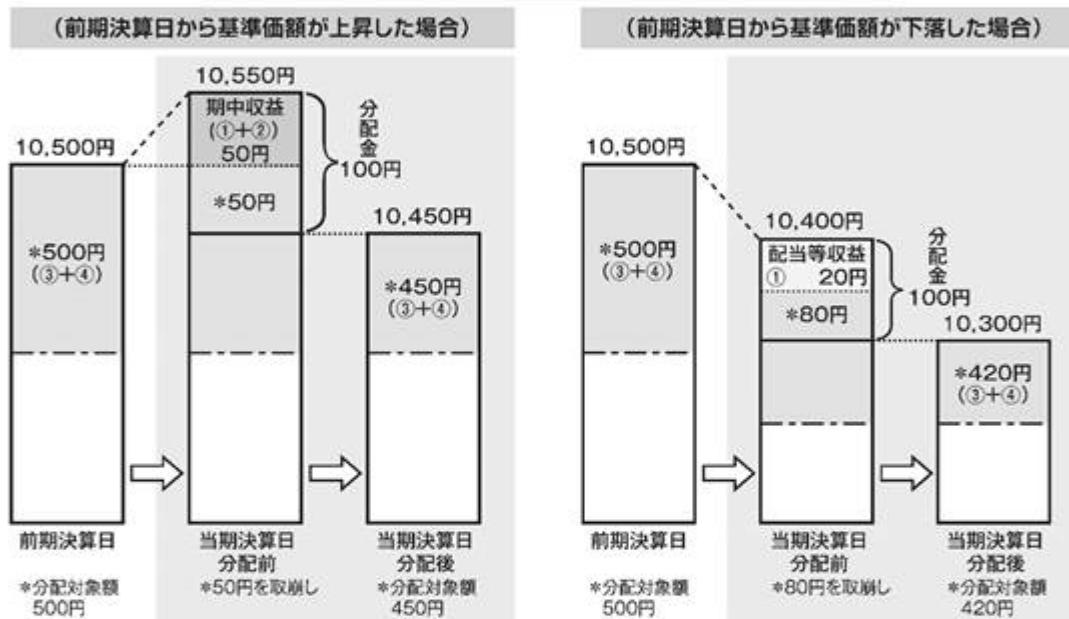 (前期決算日から基準価額が上昇した場合)
10,550円
期中収益
(①+②)
50円
*50円
分配金
100円
10,500円
*500円
(③+④)
10,450円
*450円
(③+④)
前期決算日
*分配対象額
500円
当期決算日
分配前
*50円を取崩し
当期決算日
分配後
*分配対象額
450円
(前期決算日から基準価額が下落した場合)
10,500円
*500円
(③+④)
10,400円
配当等収益
① 20円
*80円
分配金
100円
10,300円
*420円
(③+④)
前期決算日
*分配対象額
500円
当期決算日
分配前
*80円を取崩し
当期決算日
分配後
*分配対象額
420円